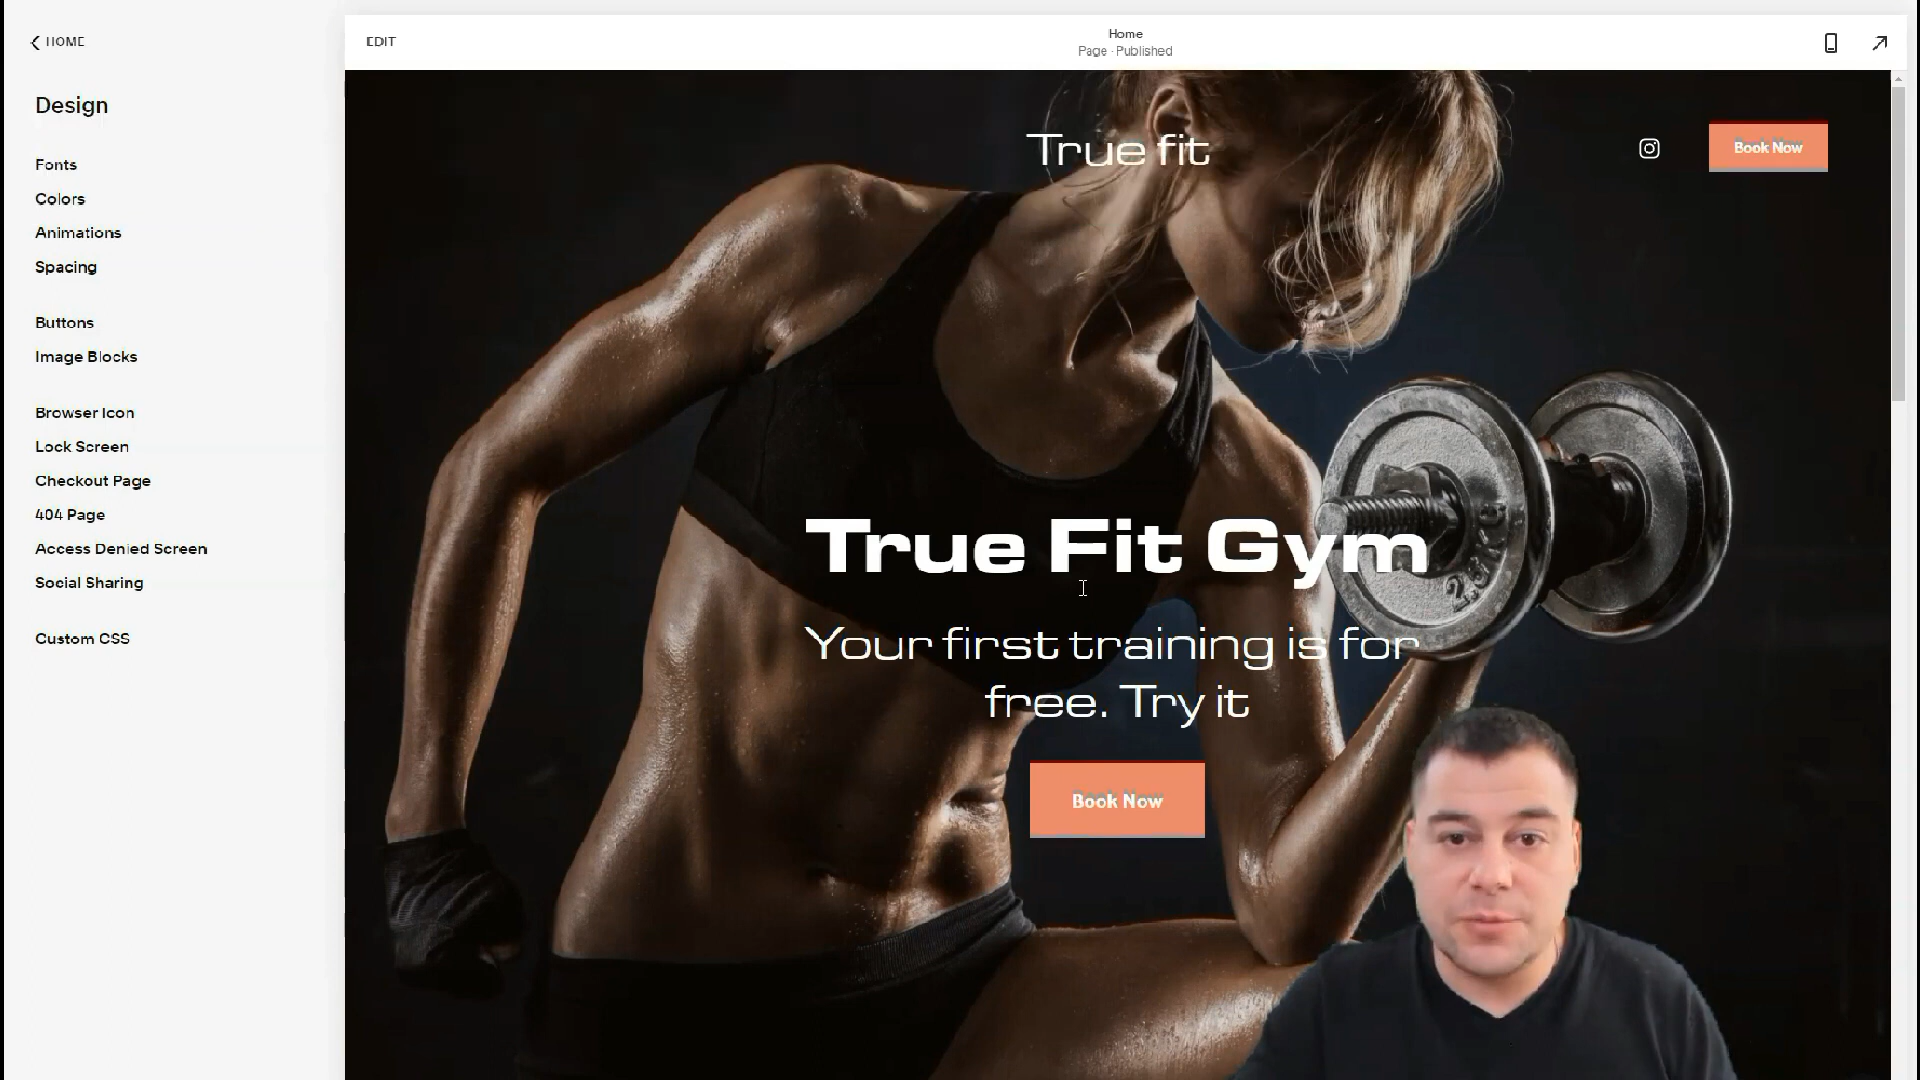 HOME
Design
Fonts
Colors
Animations
Spacing
Buttons
Image Blocks
Browser Icon
Lock Screen
Checkout Page
404 Page
Access Denied Screen
Social Sharing
Custom CSS
EDIT
Home
Page · Published
True fit
Book Now
True Fit Gym
Your first training is for
free. Try it
Book Now